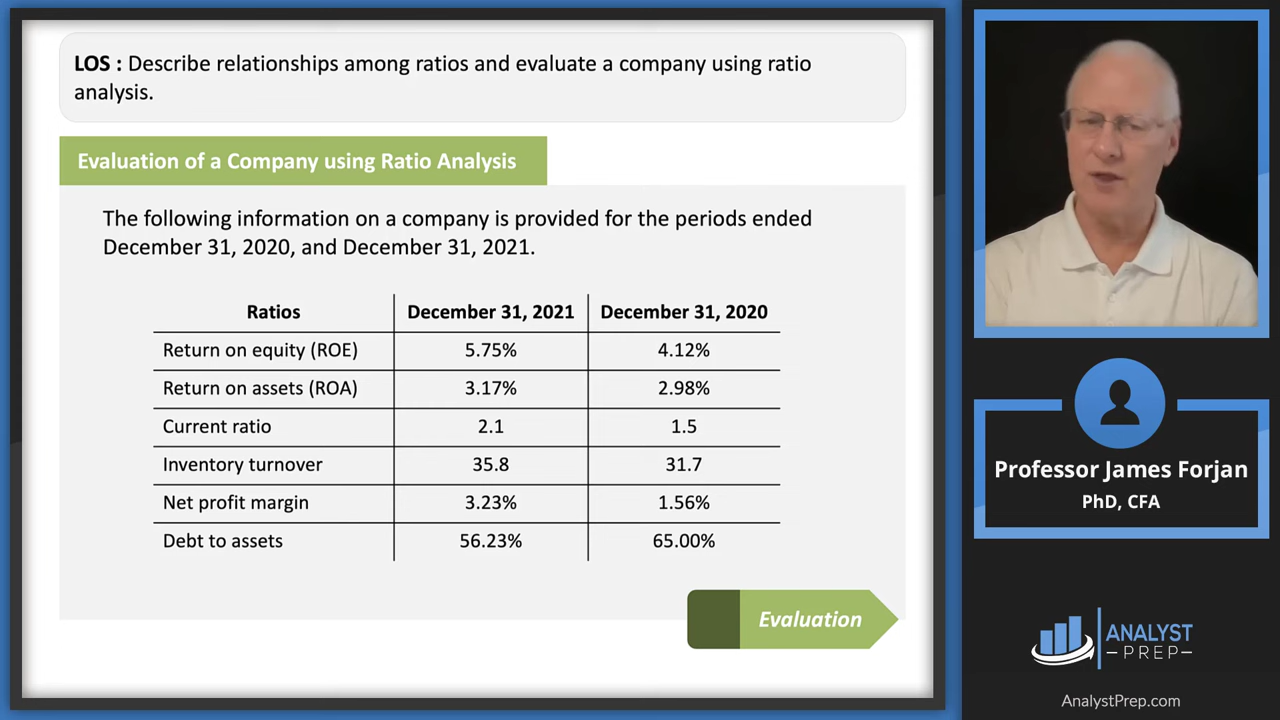 LOS : Describe relationships among ratios and evaluate a company using ratio
analysis.
Evaluation of a Company using Ratio Analysis
The following information on a company is provided for the periods ended
December 31, 2020, and December 31, 2021.
Ratios December 31, 2021 December 31, 2020
Return on equity (ROE) 5.75% 4.12%
Return on assets (ROA) 3.17% 2.98%
Current ratio 2.1 1.5
Inventory turnover 35.8 31.7
Net profit margin 3.23% 1.56%
Debt to assets 56.23% 65.00%
Evaluation
Professor James Forjan
PhD, CFA
ANALYST
PREP
AnalystPrep.com